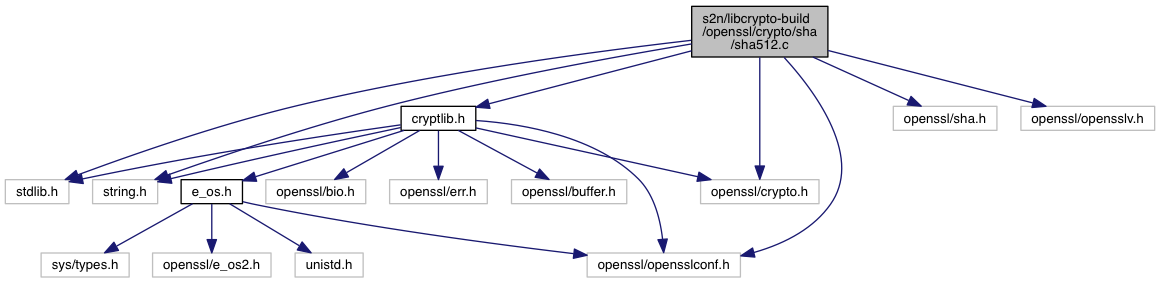 s2n/libcrypto-build
/openssl/crypto/sha
/sha512.c
cryptlib.h
openssl/sha.h
openssl/opensslv.h
stdlib.h
string.h
e_os.h
openssl/bio.h
openssl/err.h
openssl/buffer.h
openssl/crypto.h
sys/types.h
openssl/e_os2.h
unistd.h
openssl/opensslconf.h